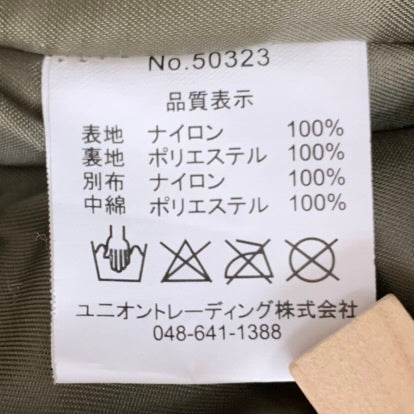 No.50323
品質表示
表地 ナイロン 100%
裏地 ポリエステル 100%
別布 ナイロン 100%
中綿 ポリエステル 100%
ユニオントレーディング株式会社
048-641-1388